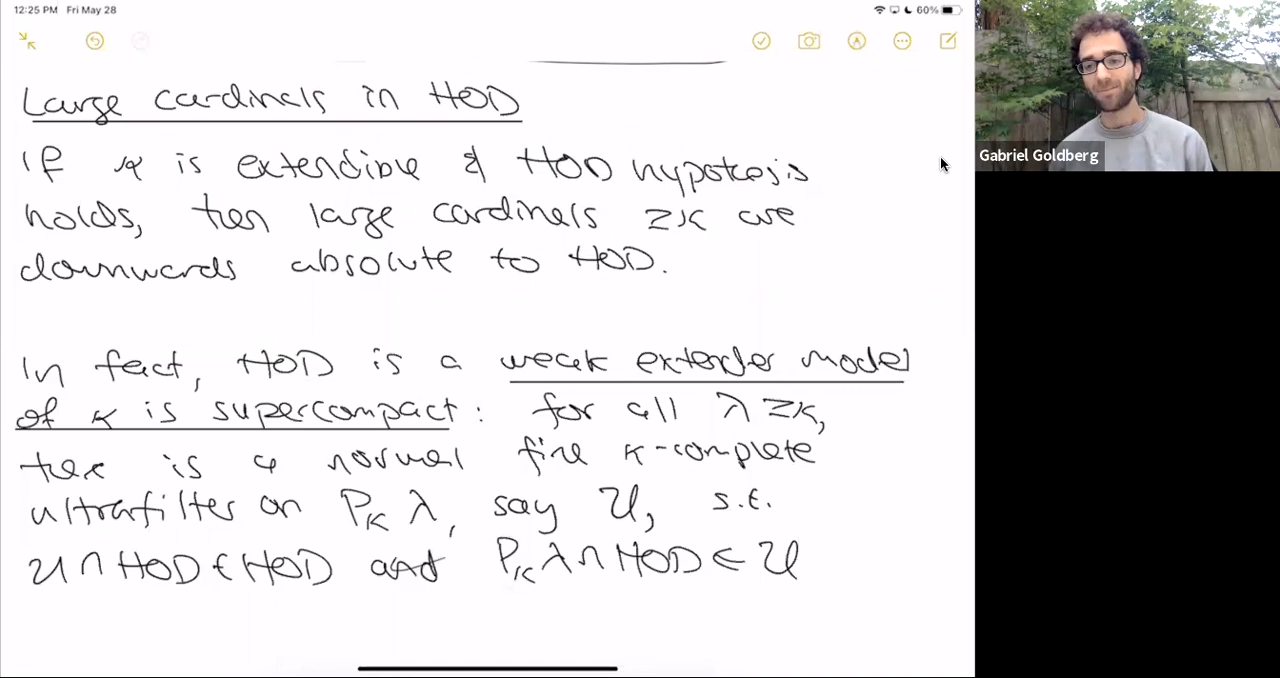 12:25 PM Fri May 28
60%
Large cardinals in HOD
If κ is extendible & HOD hypotesis
holds, then large cardinals ≥κ are
downwards absolute to HOD.
In fact, HOD is a weak extender model
of κ is supercompact: for all λ≥κ,
there is a normal fine κ-complete
ultrafilter on P_κ λ, say U, s.t.
U∩HOD∈HOD and P_κ λ∩HOD∈U
Gabriel Goldberg